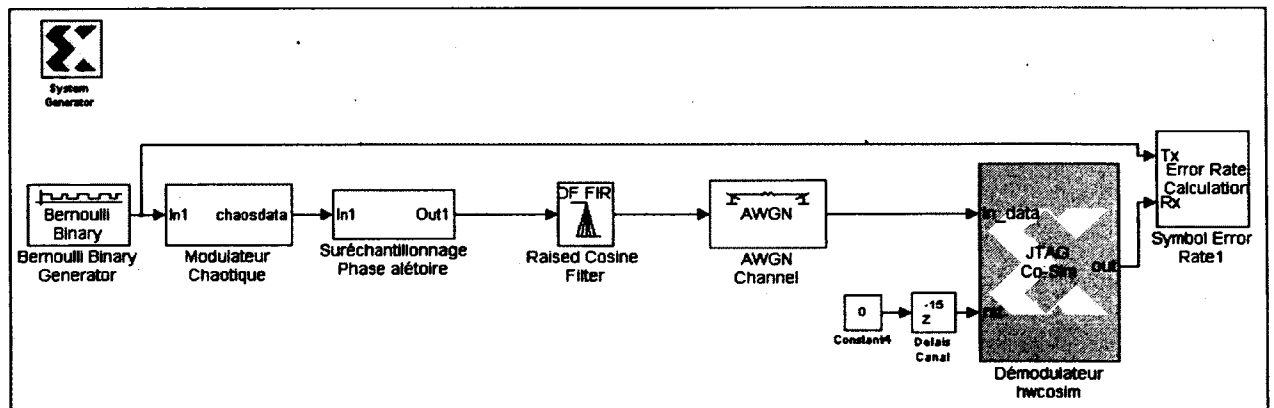 System
Generator
Bernoulli
Binary
Bernoulli Binary
Generator
In1
chaosdata
Modulateur
Chaotique
In1
Out1
Suréchantillonnage
Phase alétoire
DF FIR
Raised Cosine
Filter
AWGN
AWGN
Channel
0
Constant4
-15
z
Delais
Canal
in_data
JTAG
Co-Sim
out
Démodulateur
hwcosim
Tx
Error Rate
Calculation
Rx
Symbol Error
Rate1